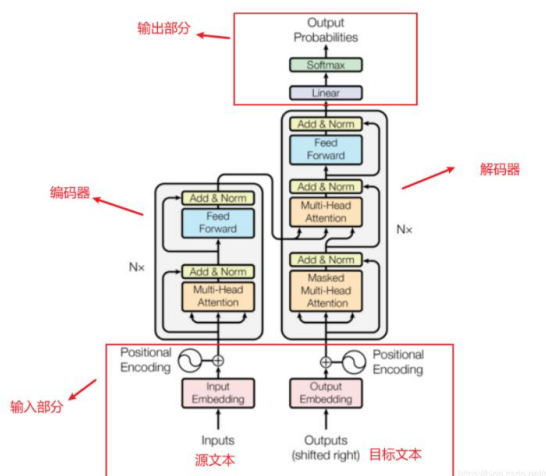 输出部分
Output
Probabilities
Softmax
Linear
解码器
Add & Norm
Feed
Forward
Add & Norm
Multi-Head
Attention
Add & Norm
Masked
Multi-Head
Attention
N×
编码器
Add & Norm
Feed
Forward
Add & Norm
Multi-Head
Attention
N×
输入部分
Positional
Encoding
Positional
Encoding
Input
Embedding
Output
Embedding
Inputs
源文本
Outputs
(shifted right)
目标文本